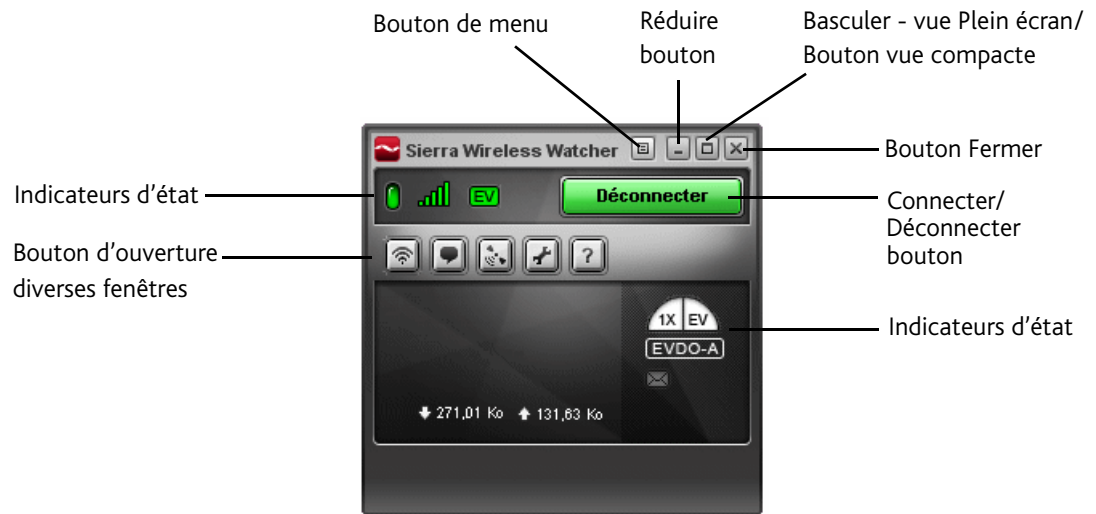 Bouton de menu
Réduire
bouton
Basculer - vue Plein écran/
Bouton vue compacte
Sierra Wireless Watcher
Bouton Fermer
Indicateurs d'état
EV
Déconnecter
Connecter/
Déconnecter
bouton
Bouton d'ouverture
diverses fenêtres
?
1X EV
EVDO-A
Indicateurs d'état
271,01 Ko 131,63 Ko